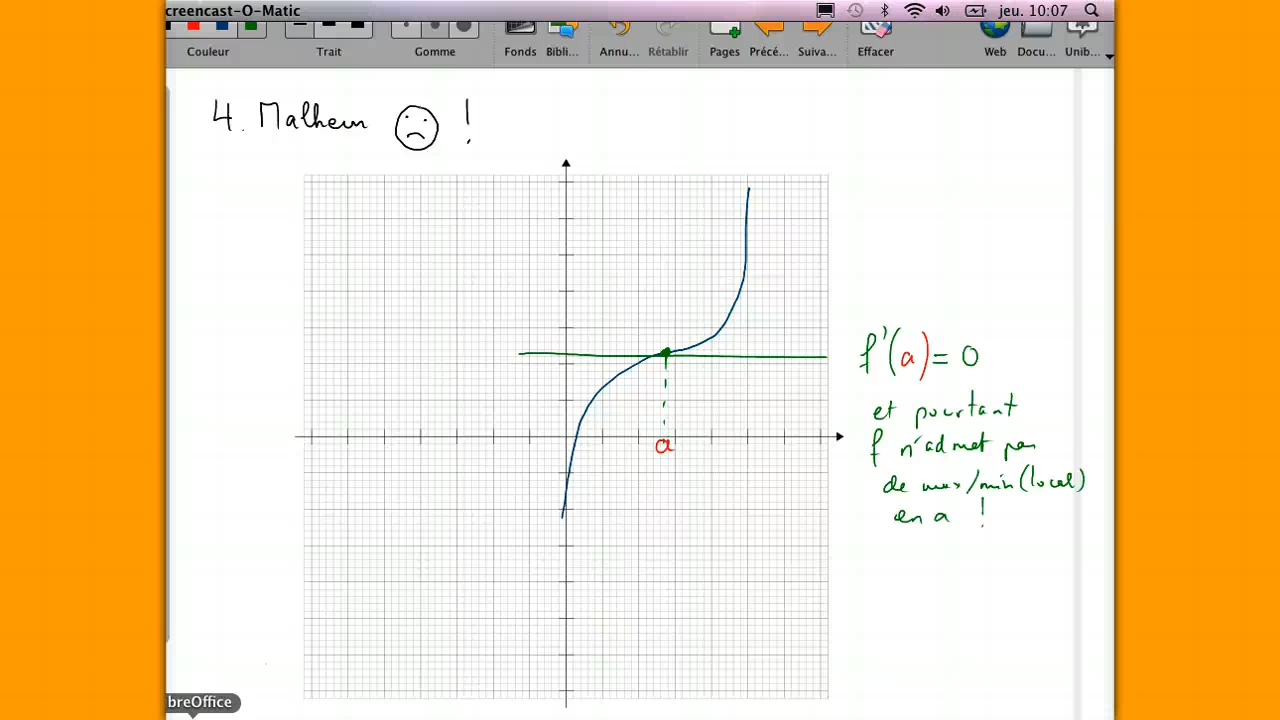 creencast-O-Matic
jeu. 10:07
Couleur Trait Gomme Fonds Bibli... Annu... Rétablir Pages Précé... Suiva... Effacer Web Docu... Unib...
4. Malheur !
f'(a) = 0
et pourtant
f n'admet pas
de max/min (local)
en a !
a
breOffice